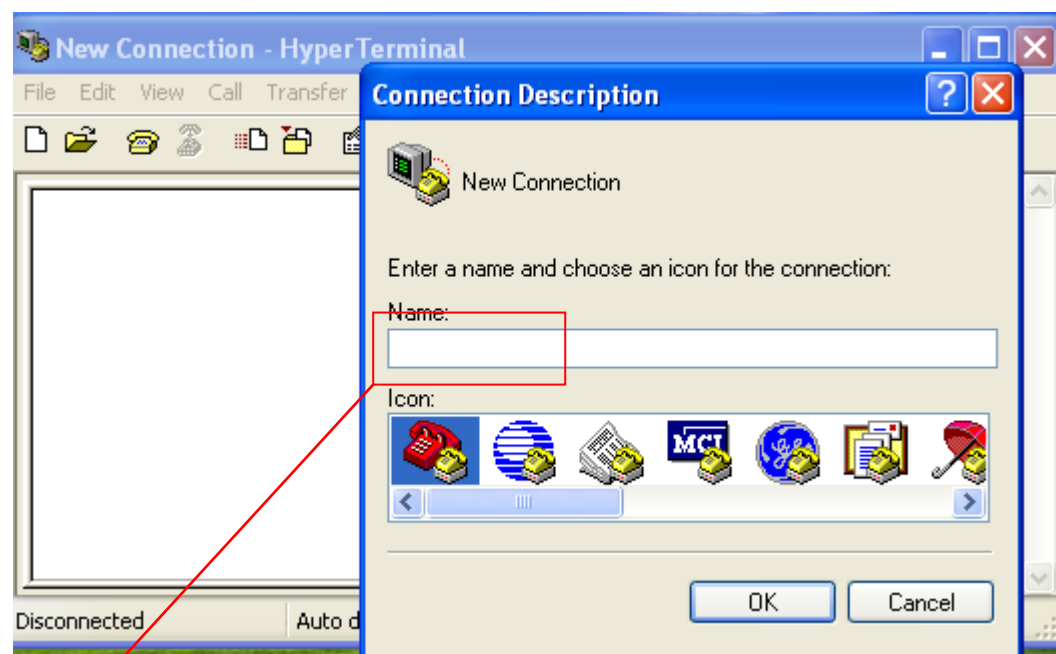 New Connection - HyperTerminal
File Edit View Call Transfer
Connection Description
New Connection
Enter a name and choose an icon for the connection:
Name:
Icon:
MCI
OK Cancel
Disconnected Auto d